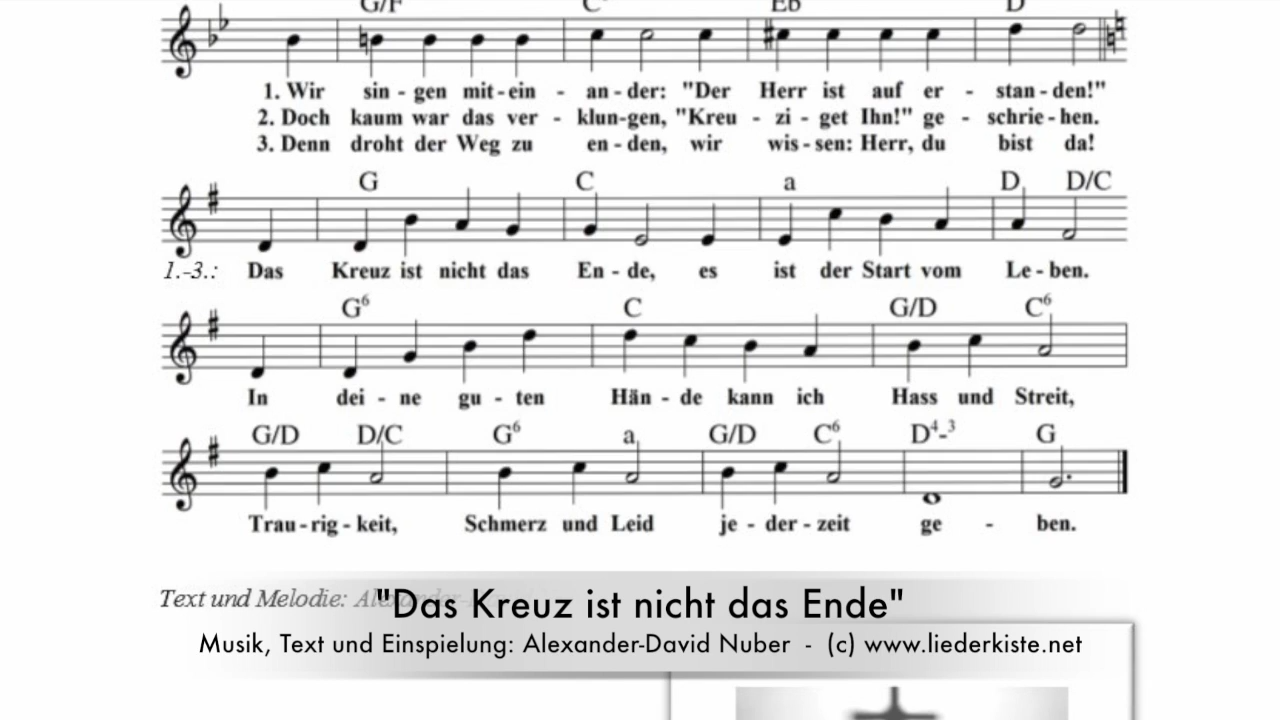 G/F C Eb D
1. Wir sin - gen mit - ein - an - der: "Der Herr ist auf er - stan - den!"
2. Doch kaum war das ver - klun - gen, "Kreu - zi - get Ihn!" ge - schrie - hen.
3. Denn droht der Weg zu en - den, wir wis - sen: Herr, du bist da!
G C a D D/C
1.-3.: Das Kreuz ist nicht das En - de, es ist der Start vom Le - ben.
G6 C G/D C6
In dei - ne gu - ten Hän - de kann ich Hass und Streit,
G/D D/C G6 a G/D C6 D4-3 G
Trau - rig - keit, Schmerz und Leid je - der - zeit ge - ben.
Text und Melodie:
"Das Kreuz ist nicht das Ende"
Musik, Text und Einspielung: Alexander-David Nuber - (c) www.liederkiste.net